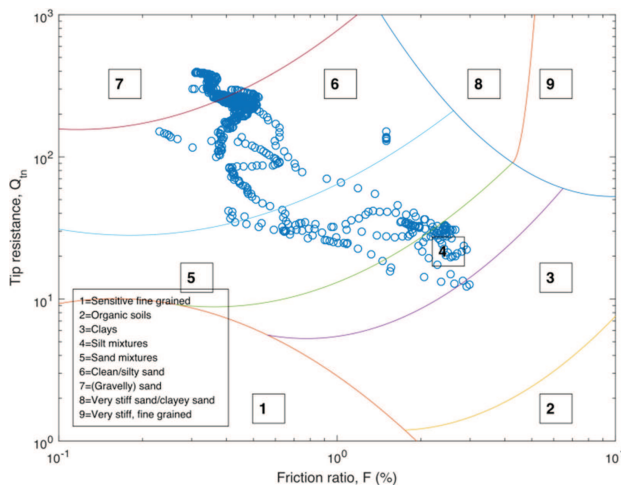 10³
7
6
8
9
10²
Tip resistance, Qtn
4
5
3
10¹
1=Sensitive fine grained
2=Organic soils
3=Clays
4=Silt mixtures
5=Sand mixtures
6=Clean/silty sand
7=(Gravelly) sand
8=Very stiff sand/clayey sand
9=Very stiff, fine grained
1
2
10⁰
10⁻¹ 10⁰ 10¹
Friction ratio, F (%)